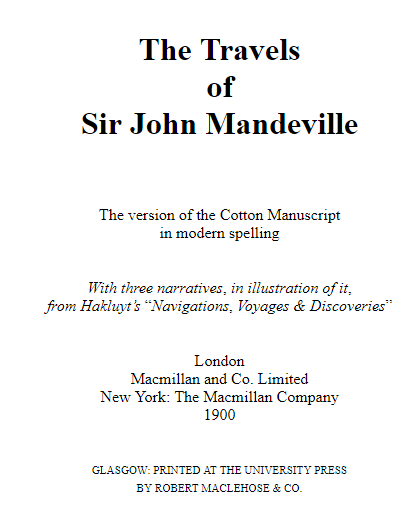 The Travels
of
Sir John Mandeville
The version of the Cotton Manuscript
in modern spelling
With three narratives, in illustration of it,
from Hakluyt’s “Navigations, Voyages & Discoveries”
London
Macmillan and Co. Limited
New York: The Macmillan Company
1900
GLASGOW: PRINTED AT THE UNIVERSITY PRESS
BY ROBERT MACLEHOSE & CO.